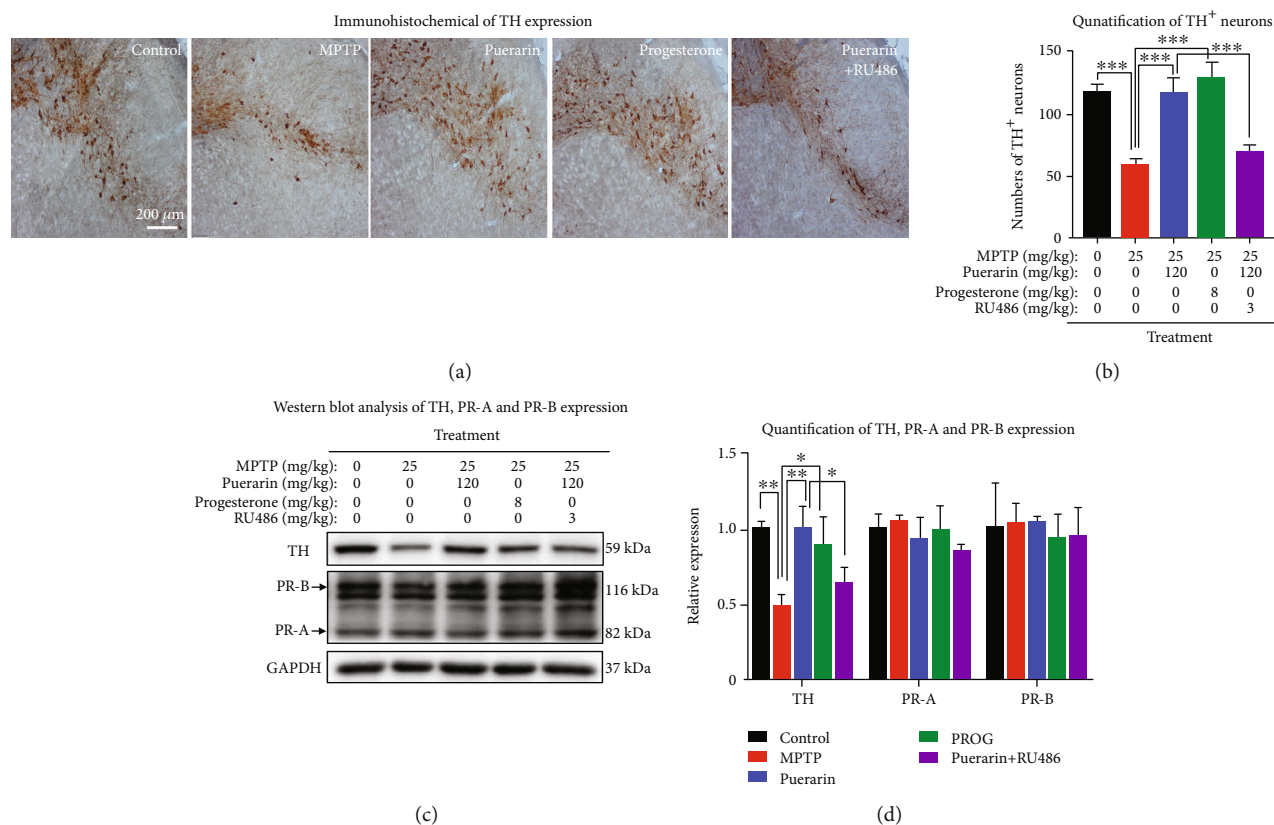 Immunohistochemical of TH expression
Control
MPTP
Puerarin
Progesterone
Puerarin
+RU486
200 μm
(a)
Qunatification of TH+ neurons
Numbers of TH+ neurons
150
100
50
0
*** *** *** ***
MPTP (mg/kg): 0 25 25 25 25
Puerarin (mg/kg): 0 0 120 0 120
Progesterone (mg/kg): 0 0 0 8 0
RU486 (mg/kg): 0 0 0 0 3
Treatment
(b)
Western blot analysis of TH, PR-A and PR-B expression
Treatment
MPTP (mg/kg): 0 25 25 25 25
Puerarin (mg/kg): 0 0 120 0 120
Progesterone (mg/kg): 0 0 0 8 0
RU486 (mg/kg): 0 0 0 0 3
TH 59 kDa
PR-B 116 kDa
PR-A 82 kDa
GAPDH 37 kDa
(c)
Quantification of TH, PR-A and PR-B expression
Relative expresson
1.5
1.0
0.5
0
** ** * *
TH PR-A PR-B
Control
MPTP
Puerarin
PROG
Puerarin+RU486
(d)